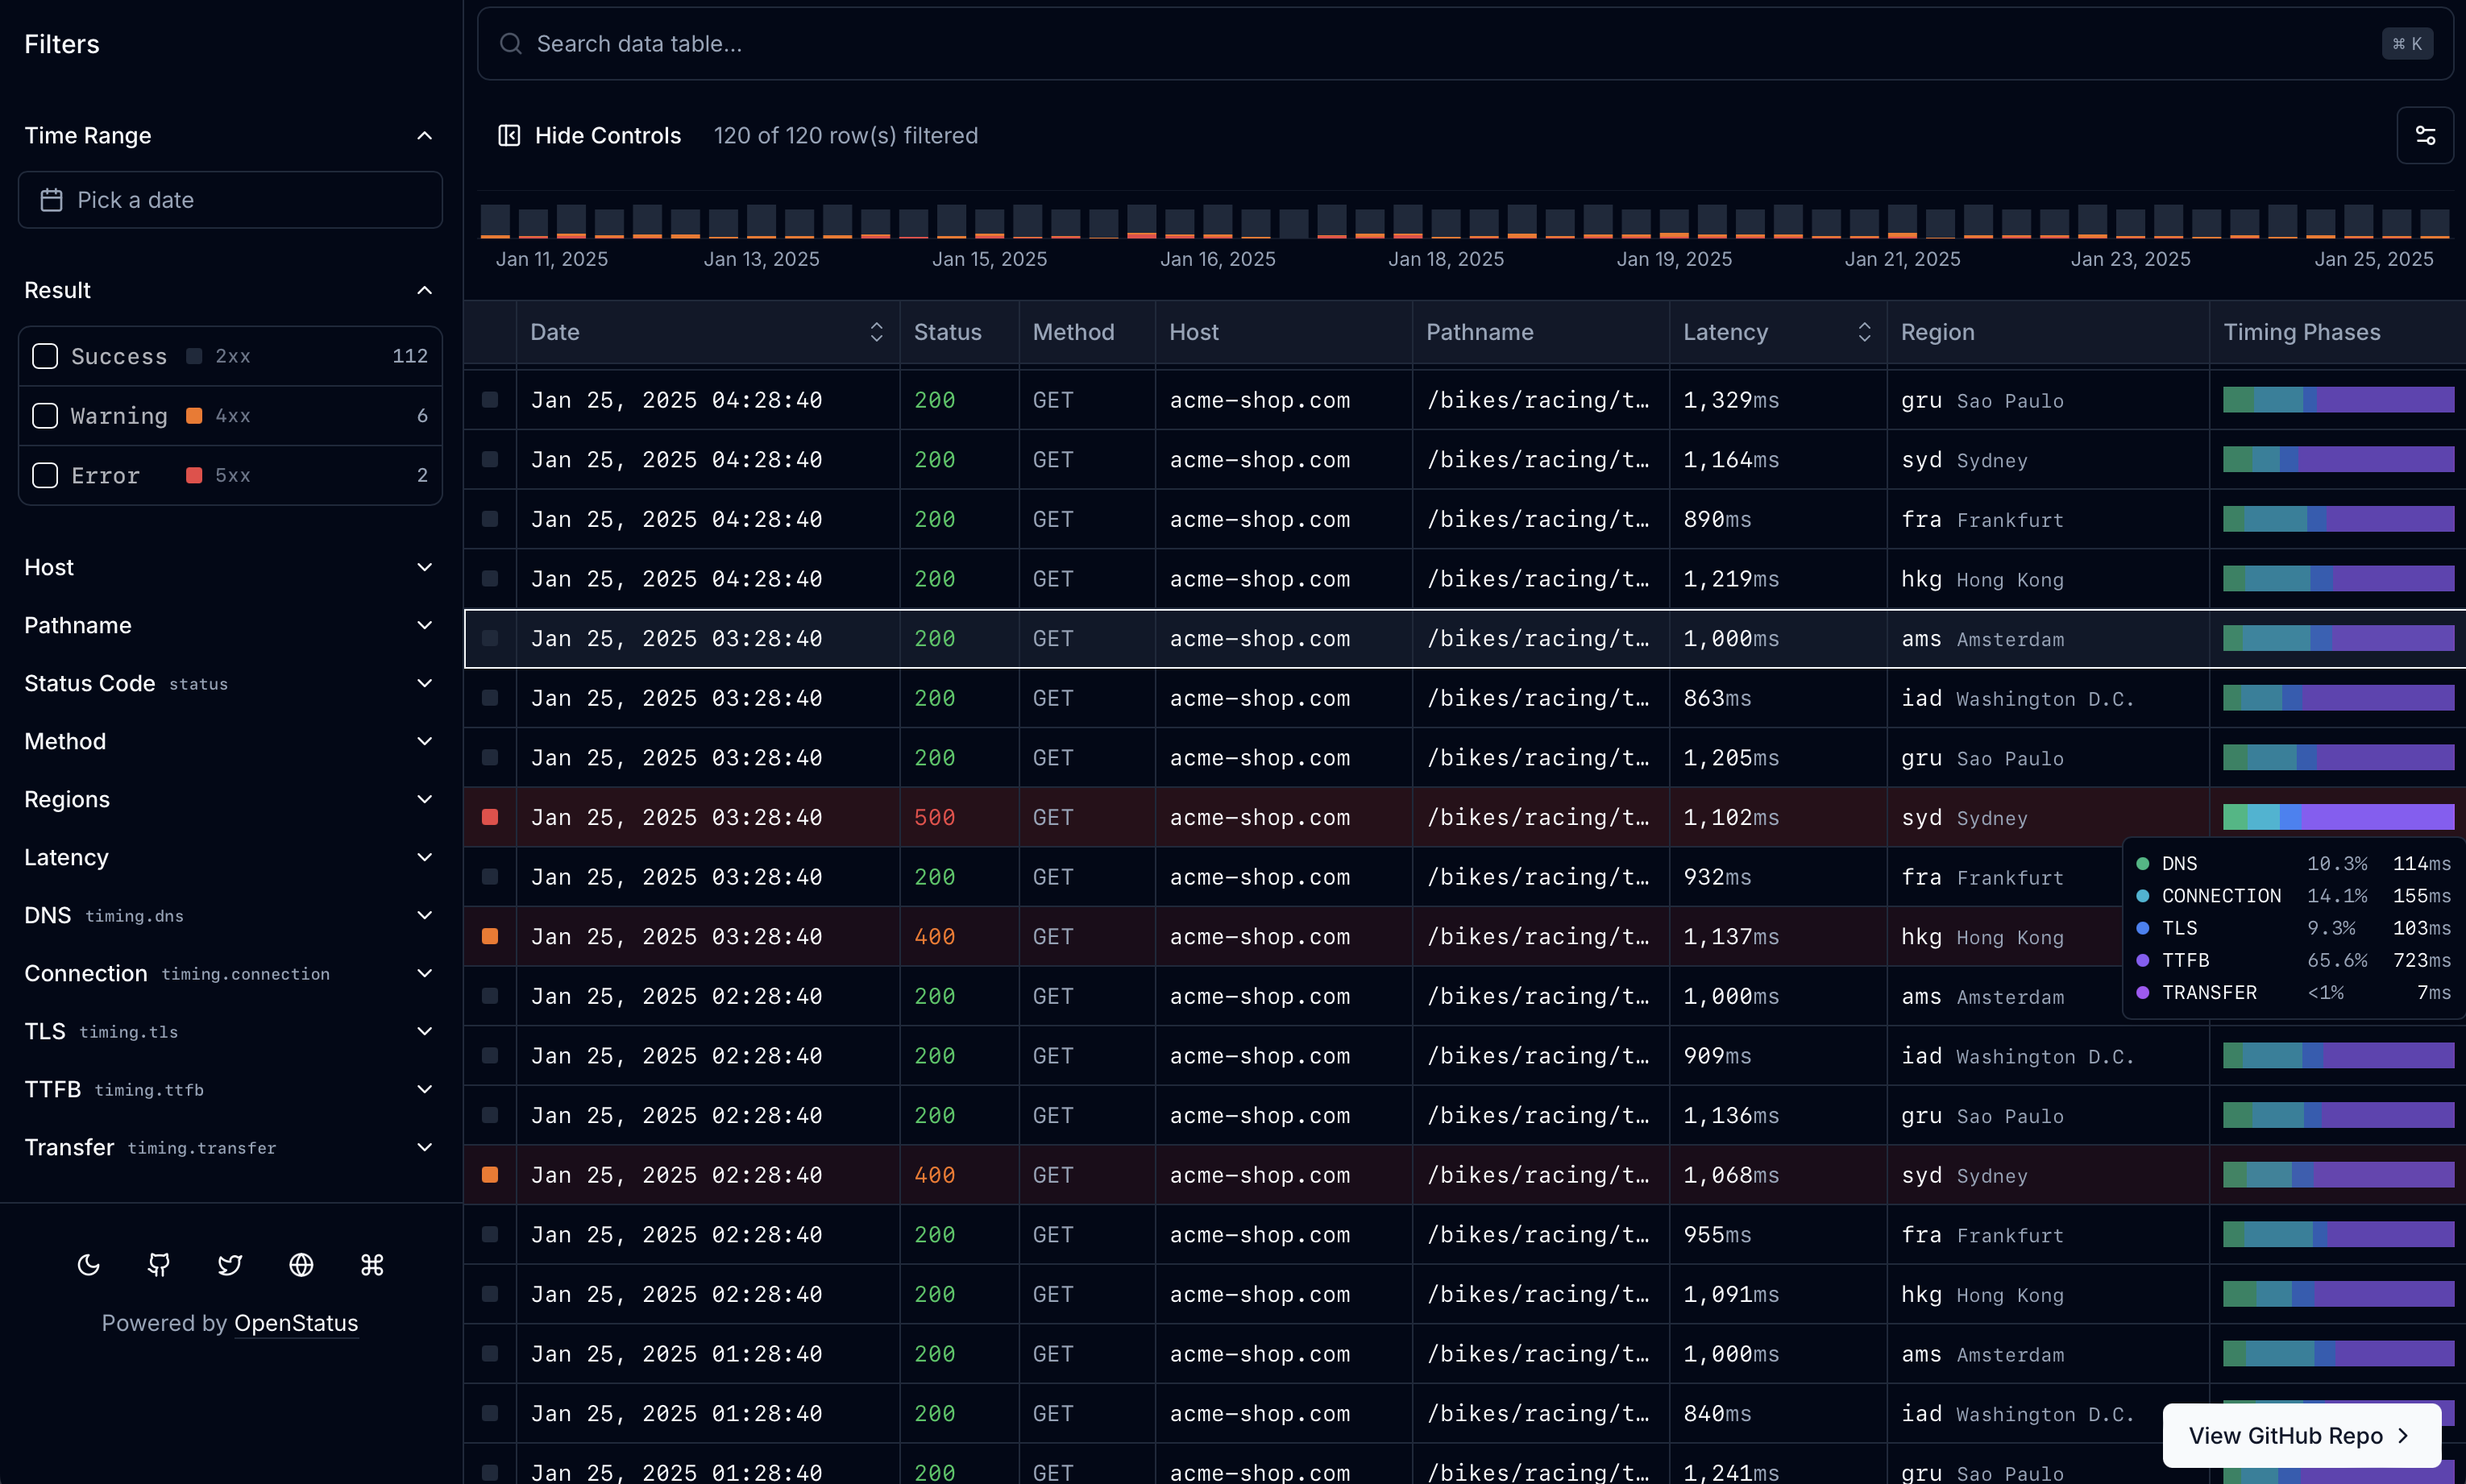 Filters
Time Range
Pick a date
Result
Success 2xx 112
Warning 4xx 6
Error 5xx 2
Host
Pathname
Status Code status
Method
Regions
Latency
DNS timing.dns
Connection timing.connection
TLS timing.tls
TTFB timing.ttfb
Transfer timing.transfer
Powered by OpenStatus
Search data table...
⌘ K
Hide Controls 120 of 120 row(s) filtered
Jan 11, 2025 Jan 13, 2025 Jan 15, 2025 Jan 16, 2025 Jan 18, 2025 Jan 19, 2025 Jan 21, 2025 Jan 23, 2025 Jan 25, 2025
Date Status Method Host Pathname Latency Region Timing Phases
Jan 25, 2025 04:28:40 200 GET acme-shop.com /bikes/racing/t… 1,329ms gru Sao Paulo
Jan 25, 2025 04:28:40 200 GET acme-shop.com /bikes/racing/t… 1,164ms syd Sydney
Jan 25, 2025 04:28:40 200 GET acme-shop.com /bikes/racing/t… 890ms fra Frankfurt
Jan 25, 2025 04:28:40 200 GET acme-shop.com /bikes/racing/t… 1,219ms hkg Hong Kong
Jan 25, 2025 03:28:40 200 GET acme-shop.com /bikes/racing/t… 1,000ms ams Amsterdam
Jan 25, 2025 03:28:40 200 GET acme-shop.com /bikes/racing/t… 863ms iad Washington D.C.
Jan 25, 2025 03:28:40 200 GET acme-shop.com /bikes/racing/t… 1,205ms gru Sao Paulo
Jan 25, 2025 03:28:40 500 GET acme-shop.com /bikes/racing/t… 1,102ms syd Sydney
Jan 25, 2025 03:28:40 200 GET acme-shop.com /bikes/racing/t… 932ms fra Frankfurt
Jan 25, 2025 03:28:40 400 GET acme-shop.com /bikes/racing/t… 1,137ms hkg Hong Kong
Jan 25, 2025 02:28:40 200 GET acme-shop.com /bikes/racing/t… 1,000ms ams Amsterdam
Jan 25, 2025 02:28:40 200 GET acme-shop.com /bikes/racing/t… 909ms iad Washington D.C.
Jan 25, 2025 02:28:40 200 GET acme-shop.com /bikes/racing/t… 1,136ms gru Sao Paulo
Jan 25, 2025 02:28:40 400 GET acme-shop.com /bikes/racing/t… 1,068ms syd Sydney
Jan 25, 2025 02:28:40 200 GET acme-shop.com /bikes/racing/t… 955ms fra Frankfurt
Jan 25, 2025 02:28:40 200 GET acme-shop.com /bikes/racing/t… 1,091ms hkg Hong Kong
Jan 25, 2025 01:28:40 200 GET acme-shop.com /bikes/racing/t… 1,000ms ams Amsterdam
Jan 25, 2025 01:28:40 200 GET acme-shop.com /bikes/racing/t… 840ms iad Washington D.C.
Jan 25, 2025 01:28:40 200 GET acme-shop.com /bikes/racing/t… 1,241ms gru Sao Paulo
DNS 10.3% 114ms
CONNECTION 14.1% 155ms
TLS 9.3% 103ms
TTFB 65.6% 723ms
TRANSFER <1% 7ms
View GitHub Repo